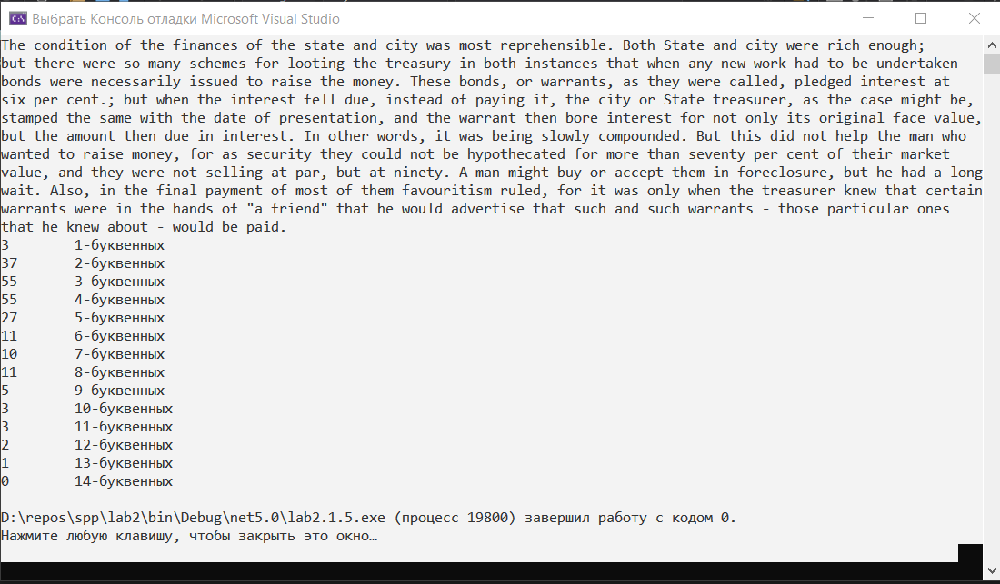 Выбрать Консоль отладки Microsoft Visual Studio
The condition of the finances of the state and city was most reprehensible. Both State and city were rich enough;
but there were so many schemes for looting the treasury in both instances that when any new work had to be undertaken
bonds were necessarily issued to raise the money. These bonds, or warrants, as they were called, pledged interest at
six per cent.; but when the interest fell due, instead of paying it, the city or State treasurer, as the case might be,
stamped the same with the date of presentation, and the warrant then bore interest for not only its original face value,
but the amount then due in interest. In other words, it was being slowly compounded. But this did not help the man who
wanted to raise money, for as security they could not be hypothecated for more than seventy per cent of their market
value, and they were not selling at par, but at ninety. A man might buy or accept them in foreclosure, but he had a long
wait. Also, in the final payment of most of them favouritism ruled, for it was only when the treasurer knew that certain
warrants were in the hands of "a friend" that he would advertise that such and such warrants - those particular ones
that he knew about - would be paid.
3 1-буквенных
37 2-буквенных
55 3-буквенных
55 4-буквенных
27 5-буквенных
11 6-буквенных
10 7-буквенных
11 8-буквенных
5 9-буквенных
3 10-буквенных
3 11-буквенных
2 12-буквенных
1 13-буквенных
0 14-буквенных
D:\repos\spp\lab2\bin\Debug\net5.0\lab2.1.5.exe (процесс 19800) завершил работу с кодом 0.
Нажмите любую клавишу, чтобы закрыть это окно…